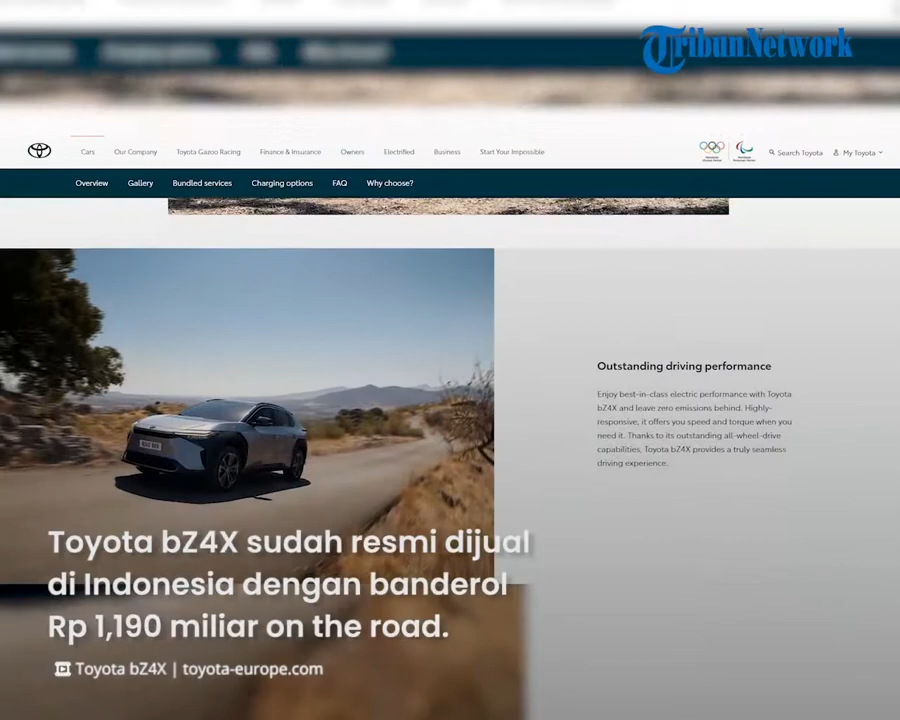 TribunNetwork
Cars Our Company Toyota Gazoo Racing Finance & Insurance Owners Electrified Business Start Your Impossible
Search Toyota My Toyota
Overview Gallery Bundled services Charging options FAQ Why choose?
Outstanding driving performance
Enjoy best-in-class electric performance with Toyota
bZ4X and leave zero emissions behind. Highly-
responsive, it offers you speed and torque when you
need it. Thanks to its outstanding all-wheel-drive
capabilities, Toyota bZ4X provides a truly seamless
driving experience.
Toyota bZ4X sudah resmi dijual
di Indonesia dengan banderol
Rp 1,190 miliar on the road.
Toyota bZ4X | toyota-europe.com